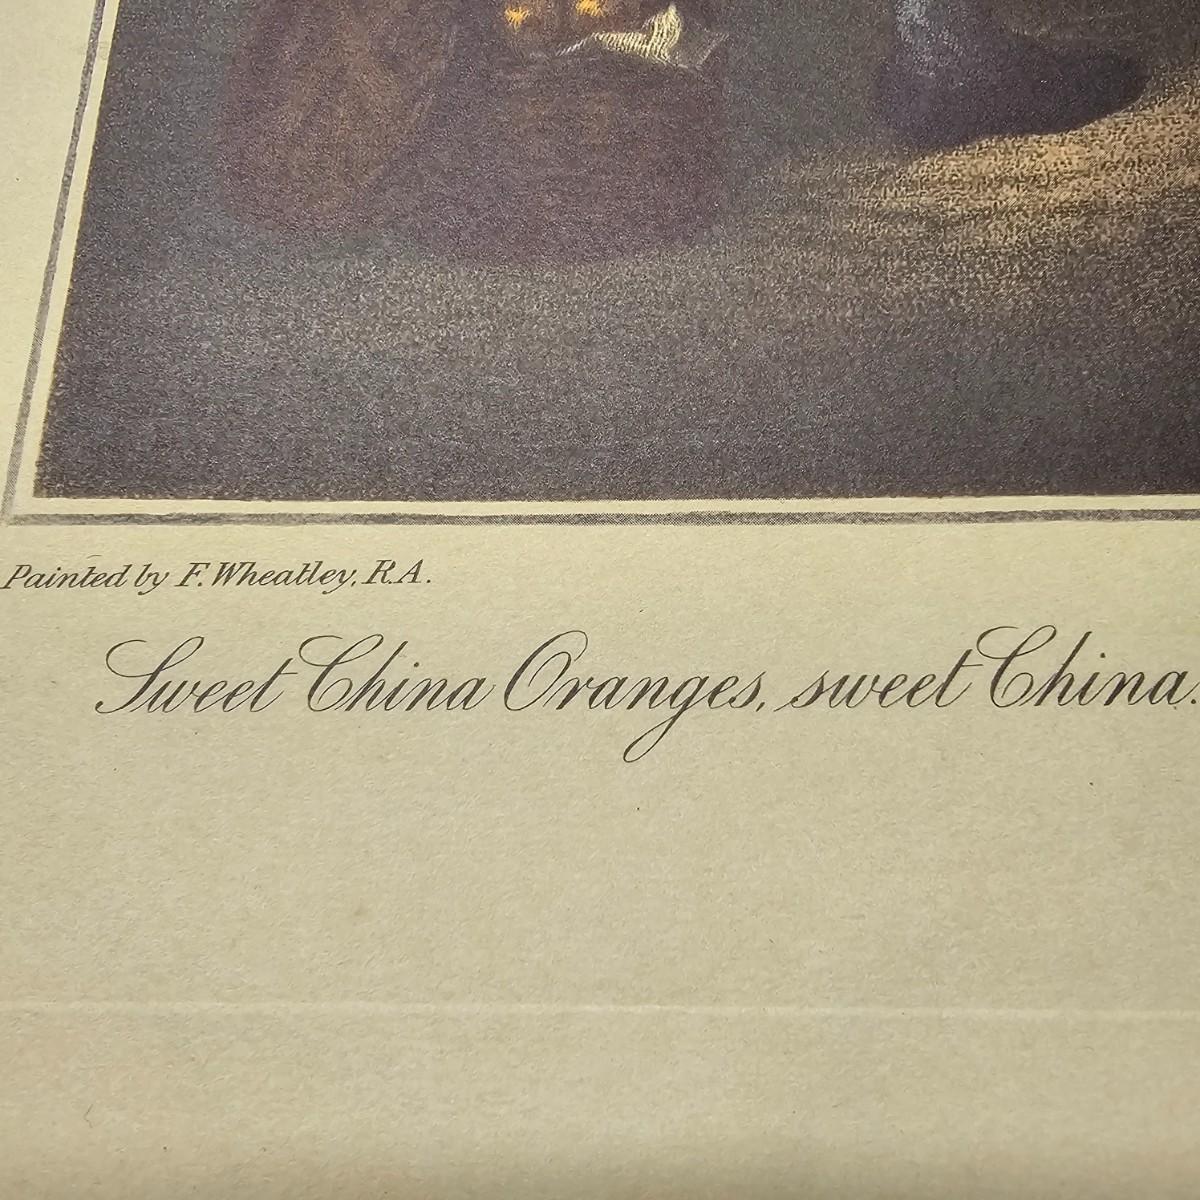 Painted by F. Wheatley, R.A.
Sweet China Oranges, sweet China.